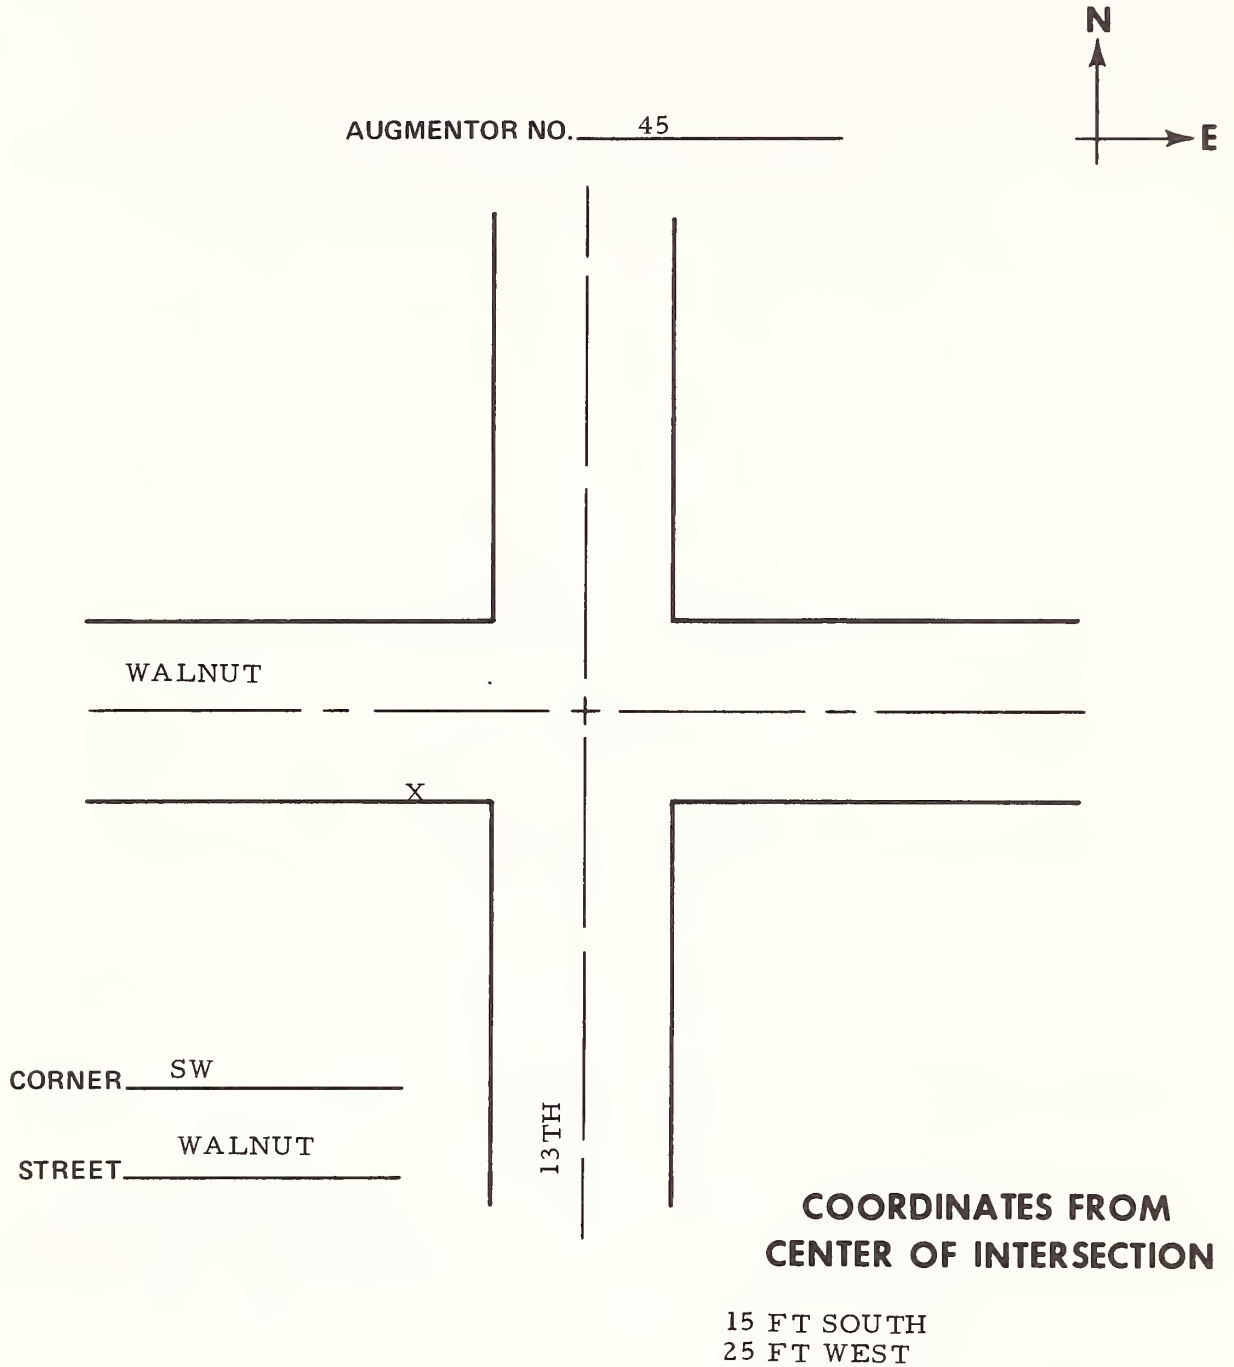 N
AUGMENTOR NO. 45
E
WALNUT
X
CORNER SW
STREET WALNUT
13TH
COORDINATES FROM
CENTER OF INTERSECTION
15 FT SOUTH
25 FT WEST